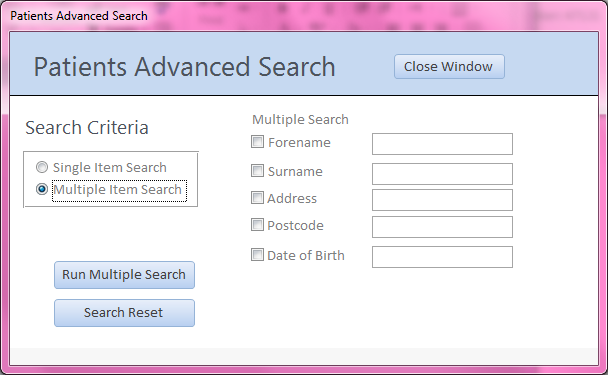 Patients Advanced Search
Patients Advanced Search
Close Window
Search Criteria
Single Item Search
Multiple Item Search
Run Multiple Search
Search Reset
Multiple Search
Forename
Surname
Address
Postcode
Date of Birth